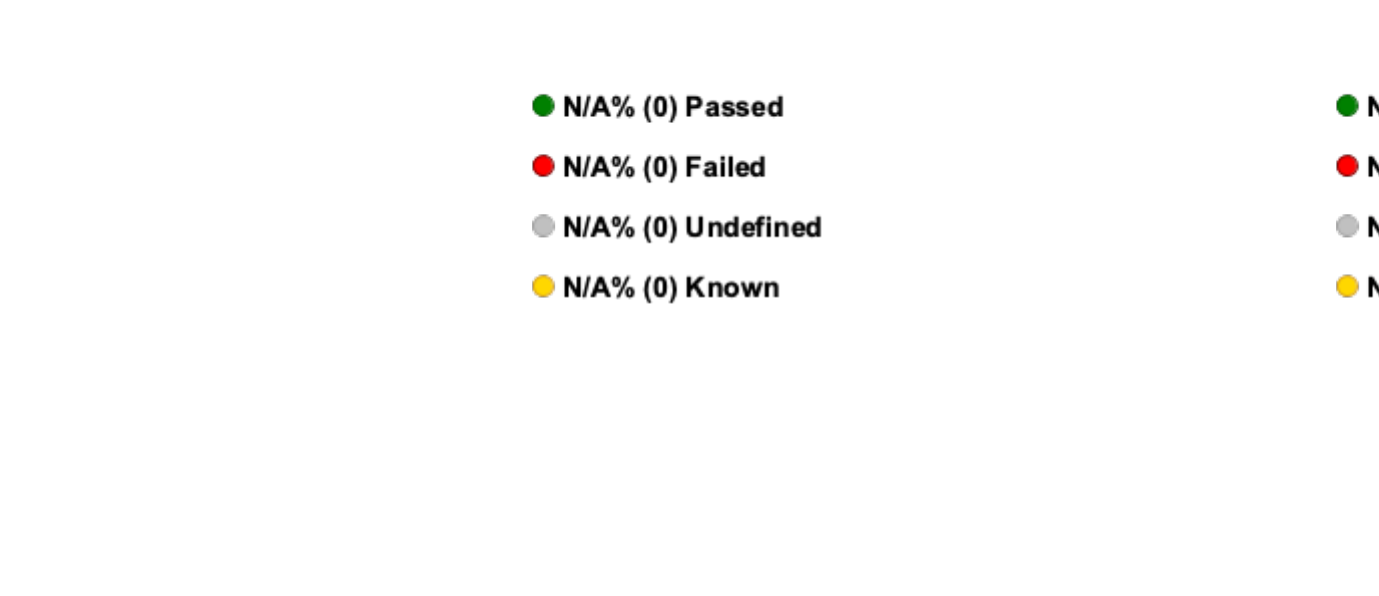 N/A% (0) Passed
N/A% (0) Failed
N/A% (0) Undefined
N/A% (0) Known